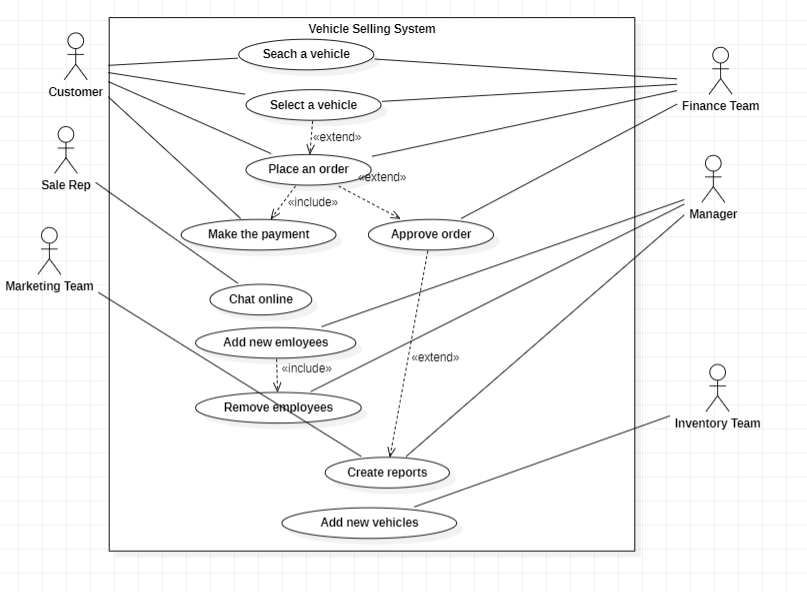 Vehicle Selling System
Seach a vehicle
Customer
Select a vehicle
Finance Team
«extend»
Place an order
«extend»
Sale Rep
«include»
Manager
Make the payment
Approve order
Marketing Team
Chat online
Add new emloyees
«extend»
«include»
Remove employees
Inventory Team
Create reports
Add new vehicles